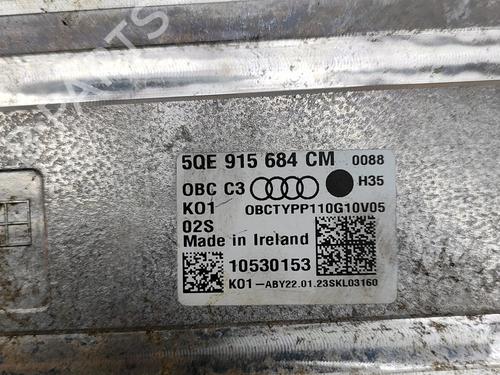 PARTS
5QE 915 684 CM 0088
OBC C3 H35
K01 OBCTYPP110G10V05
02S
Made in Ireland
10530153
K01-ABY22.01.23SKL03160